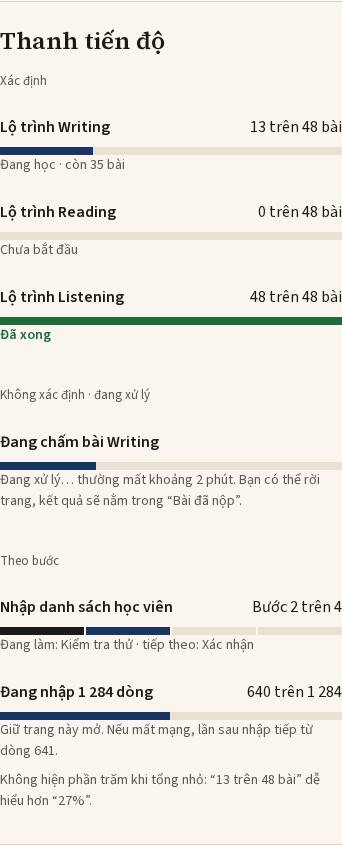 Thanh tiến độ
Xác định
Lộ trình Writing 13 trên 48 bài
Đang học · còn 35 bài
Lộ trình Reading 0 trên 48 bài
Chưa bắt đầu
Lộ trình Listening 48 trên 48 bài
Đã xong
Không xác định · đang xử lý
Đang chấm bài Writing
Đang xử lý… thường mất khoảng 2 phút. Bạn có thể rời
trang, kết quả sẽ nằm trong “Bài đã nộp”.
Theo bước
Nhập danh sách học viên Bước 2 trên 4
Đang làm: Kiểm tra thử · tiếp theo: Xác nhận
Đang nhập 1 284 dòng 640 trên 1 284
Giữ trang này mở. Nếu mất mạng, lần sau nhập tiếp từ
dòng 641.
Không hiện phần trăm khi tổng nhỏ: “13 trên 48 bài” dễ
hiểu hơn “27%”.